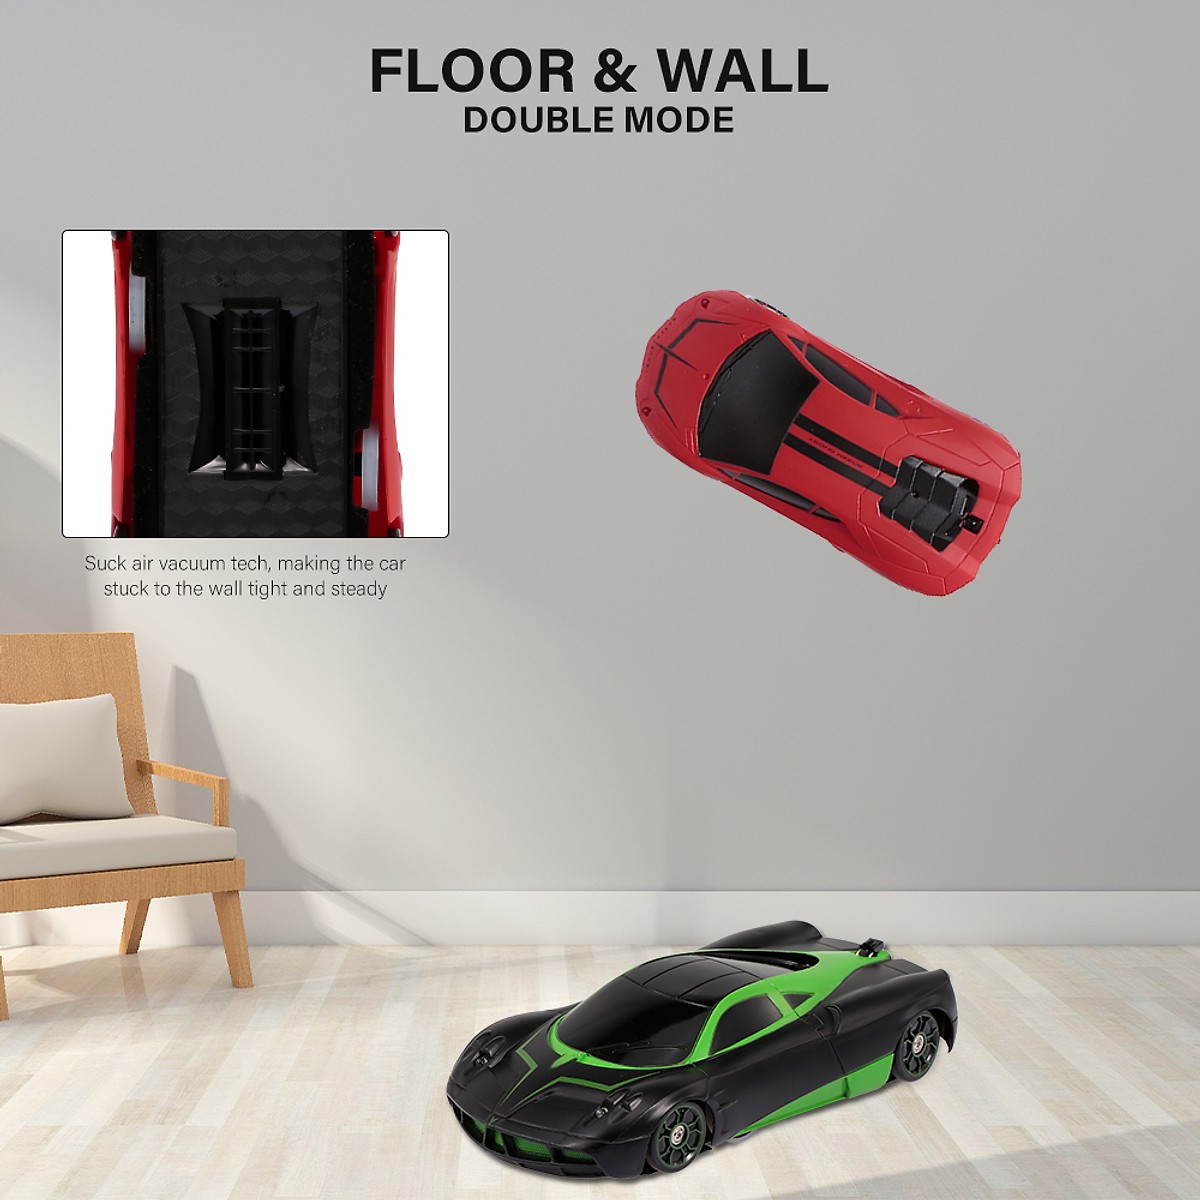 FLOOR & WALL
DOUBLE MODE
Suck air vacuum tech, making the car
stuck to the wall tight and steady